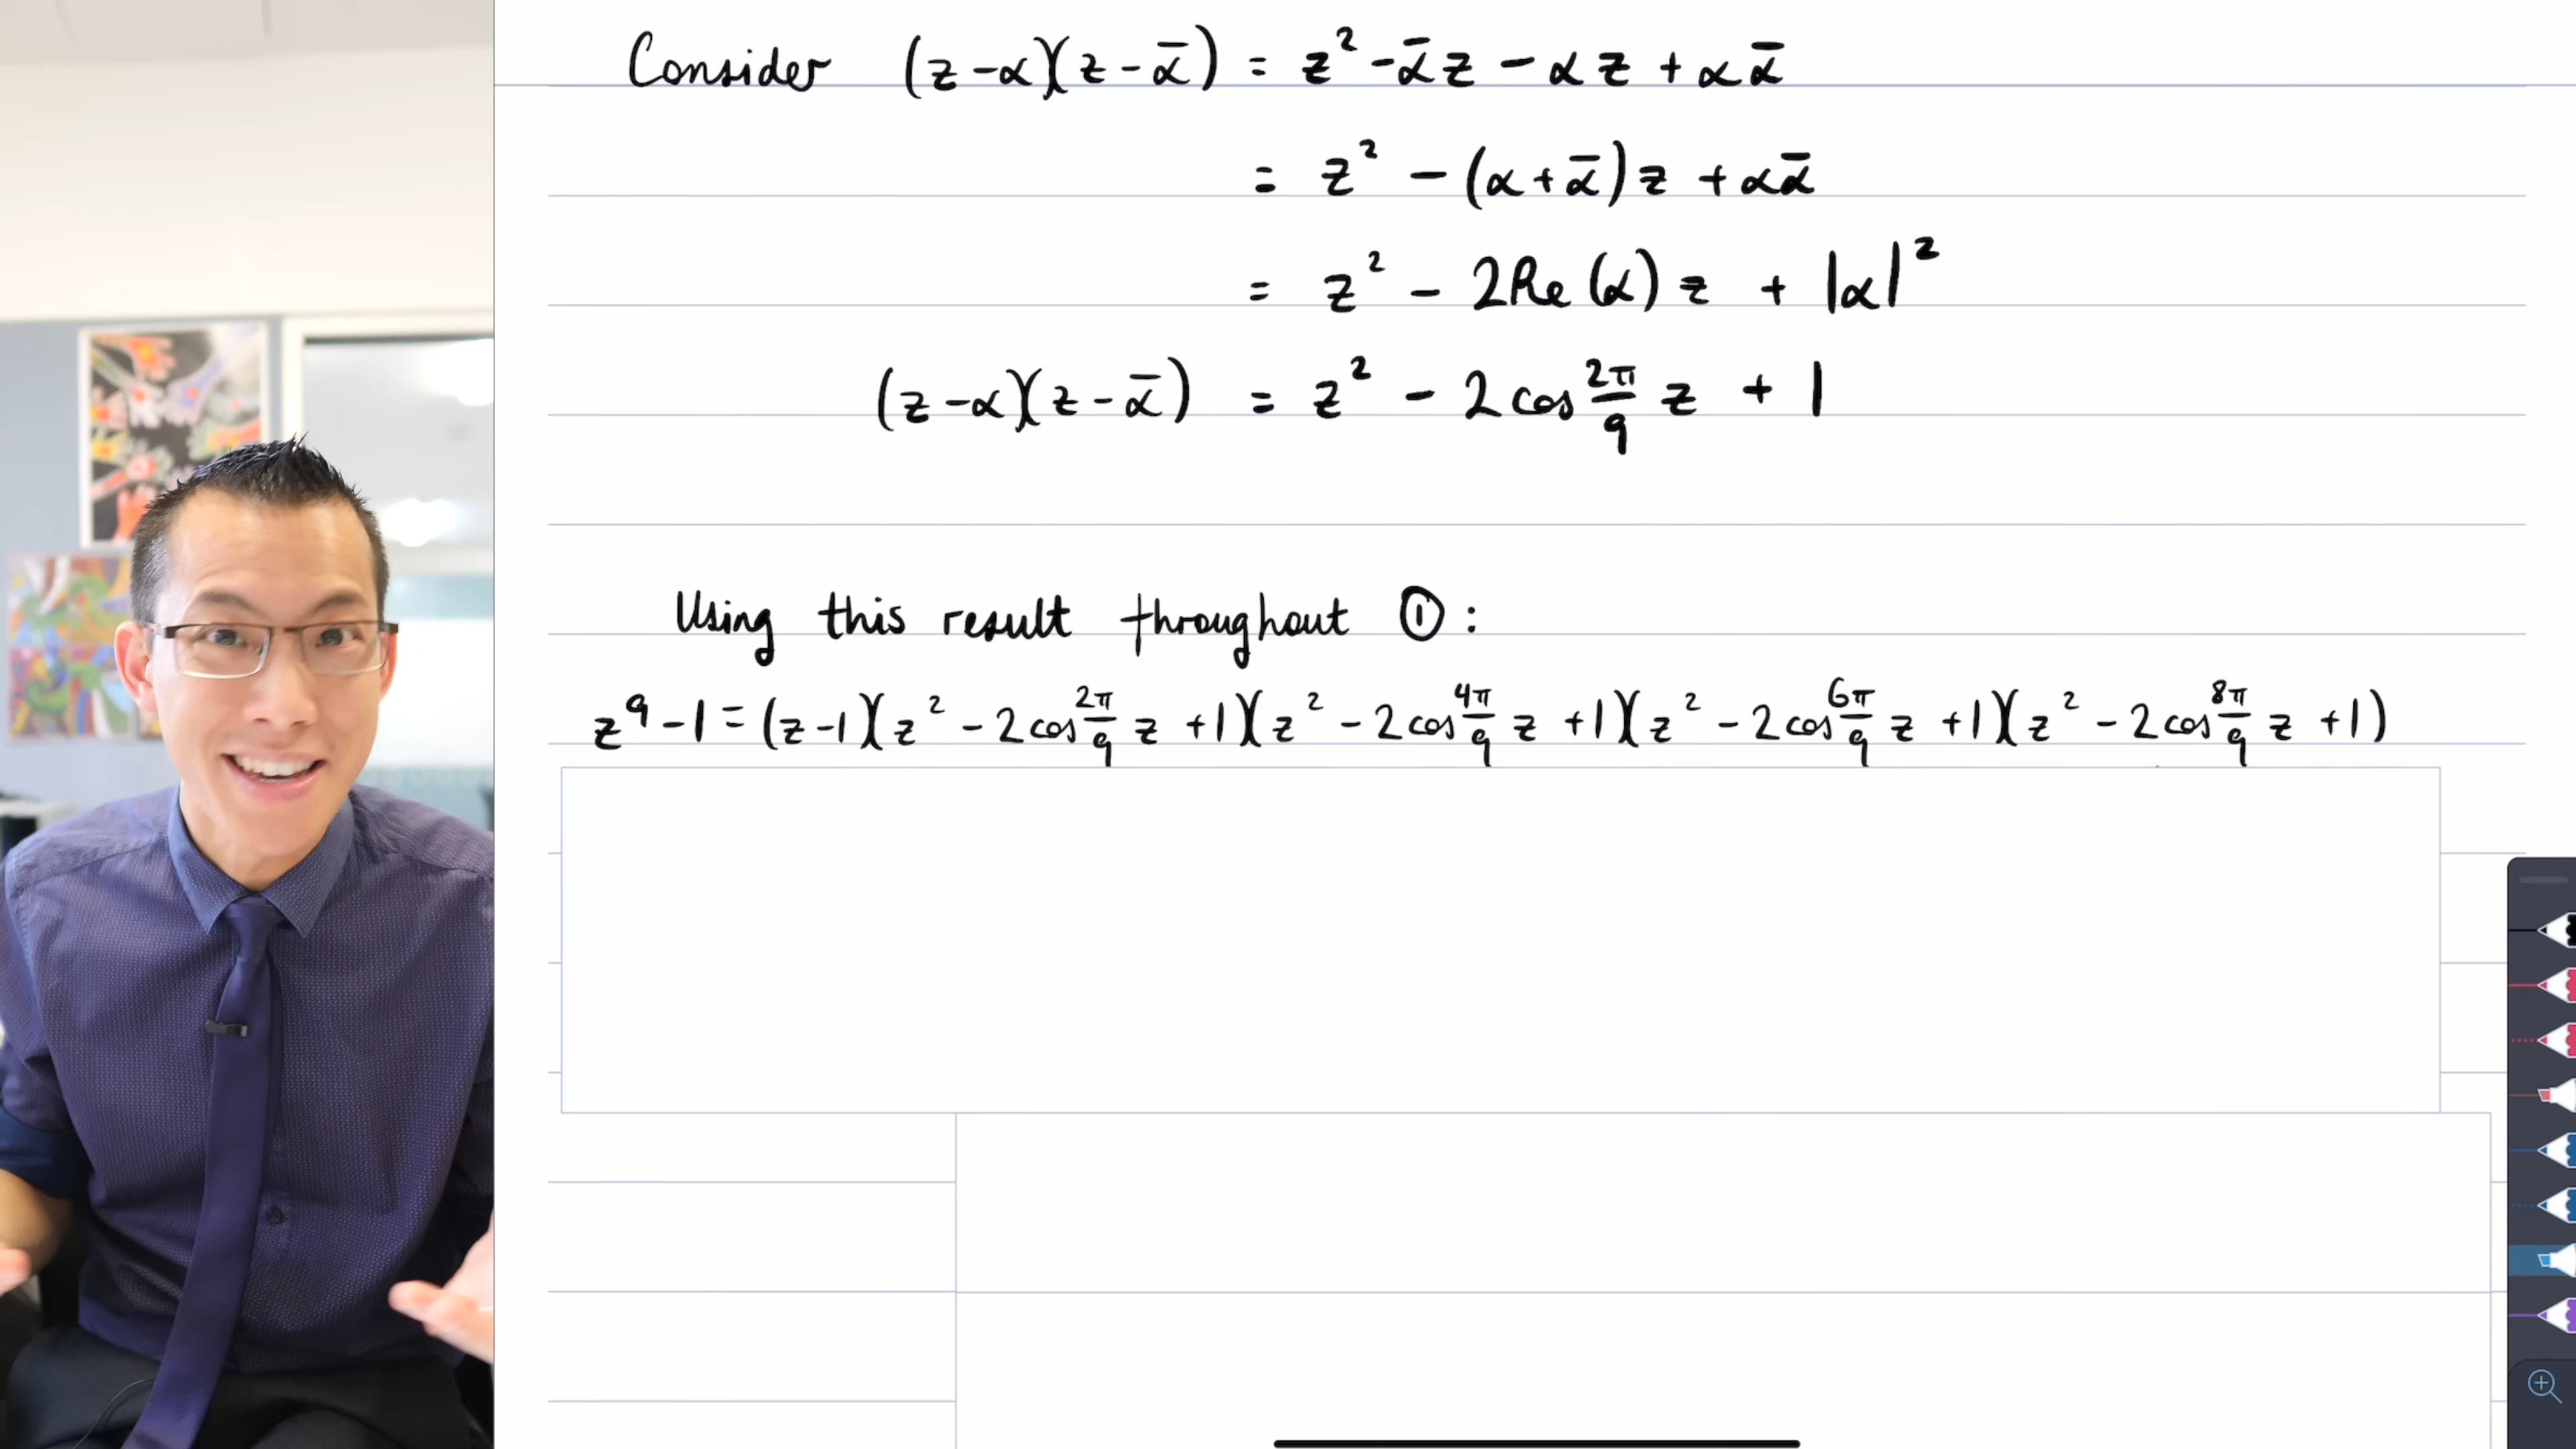 Consider (z-α)(z-ᾱ) = z² -ᾱz - αz + αᾱ
= z² - (α+ᾱ)z + αᾱ
= z² - 2Re(α)z + |α|²
(z-α)(z-ᾱ) = z² - 2cos 2π/9 z + 1
Using this result throughout ①:
z⁹-1 = (z-1)(z² - 2cos 2π/9 z +1)(z² - 2cos 4π/9 z +1)(z² - 2cos 6π/9 z +1)(z² - 2cos 8π/9 z +1)